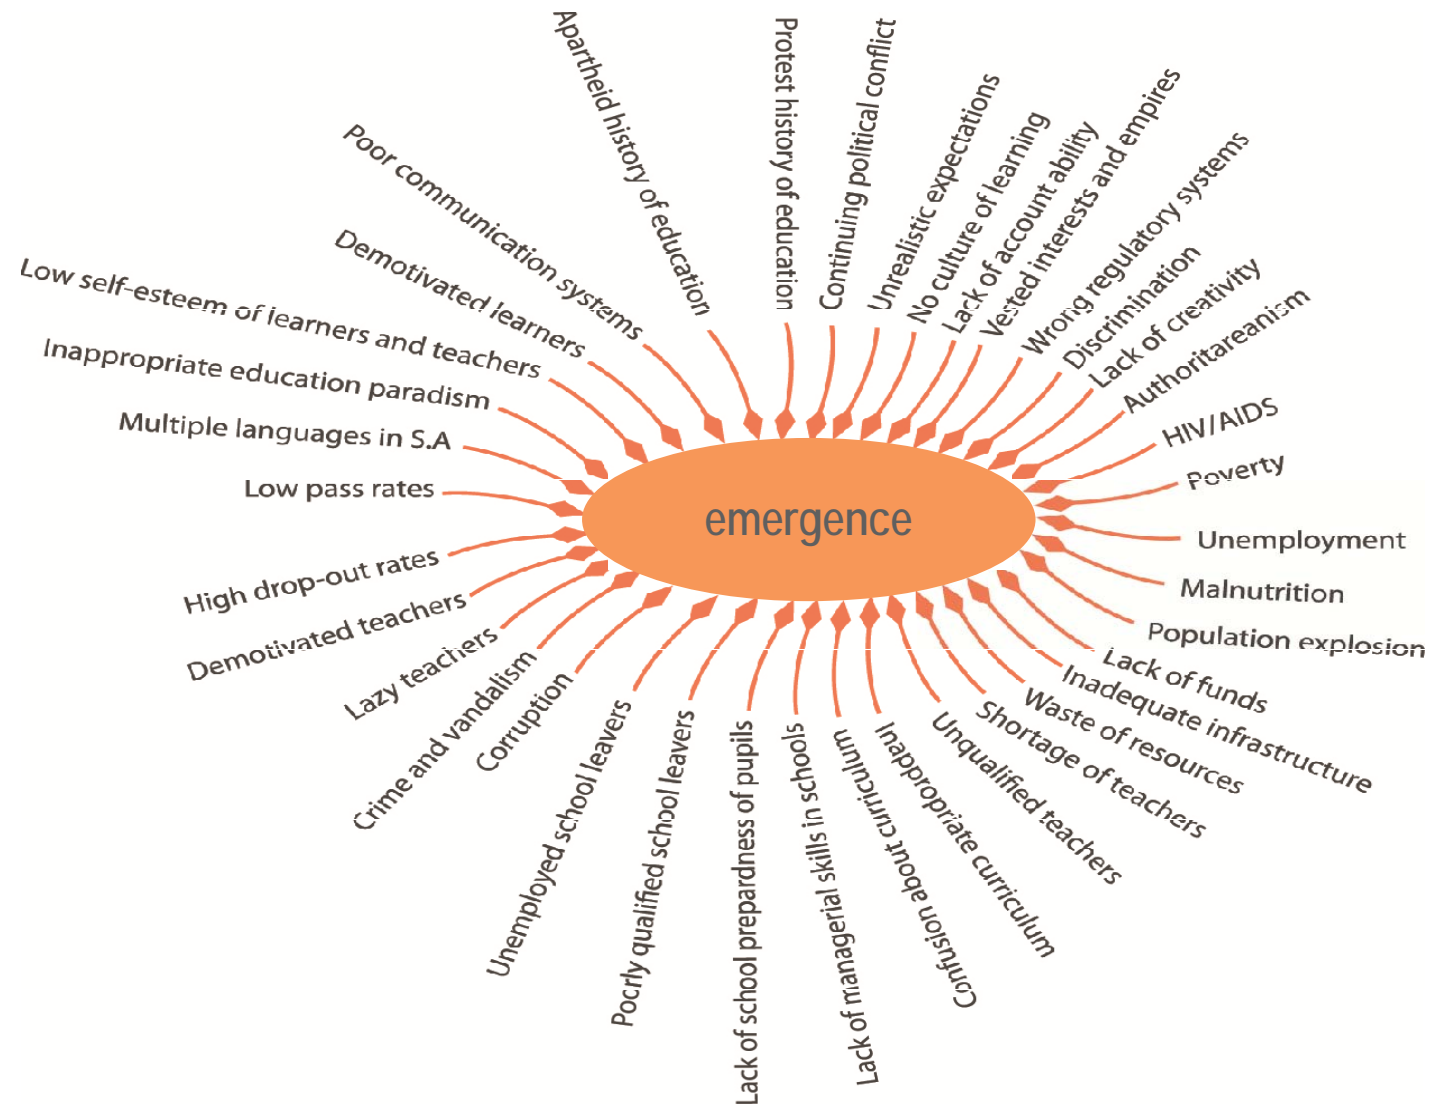 Apartheid history of education
Protest history of education
Continuing political conflict
Unrealistic expectations
No culture of learning
Lack of account ability
Vested interests and empires
Wrong regulatory systems
Discrimination
Lack of creativity
Authoritareanism
HIV/AIDS
Poverty
Unemployment
Malnutrition
Population explosion
Lack of funds
Inadequate infrastructure
Waste of resources
Shortage of teachers
Unqualified teachers
Inappropriate curriculum
Confusion about curriculum
Lack of managerial skills in schools
Lack of school prepardness of pupils
Pocrly qualified school leavers
Unemployed school leavers
Corruption
Crime and vandalism
Lazy teachers
Demotivated teachers
High drop-out rates
Low pass rates
Multiple languages in S.A
Inappropriate education paradism
Low self-esteem of learners and teachers
Demotivated learners
Poor communication systems
emergence